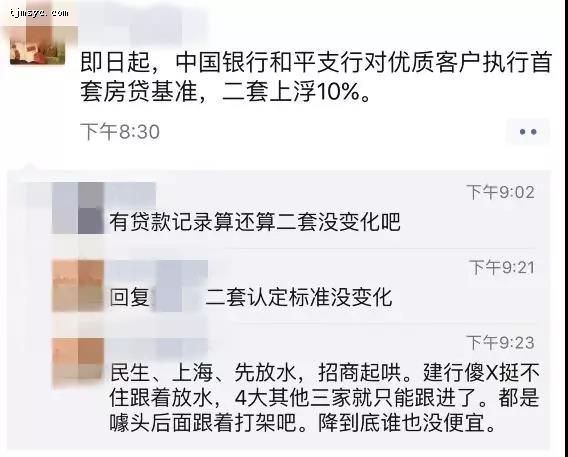 tjmsyc.com
即日起，中国银行和平支行对优质客户执行首
套房贷基准，二套上浮10%。
下午8:30
下午9:02
有贷款记录算还算二套没变化吧
下午9:21
回复 二套认定标准没变化
下午9:23
民生、上海、先放水，招商起哄。建行傻X挺不
住跟着放水，4大其他三家就只能跟进了。都是
噱头后面跟着打架吧。降到底谁也没便宜。